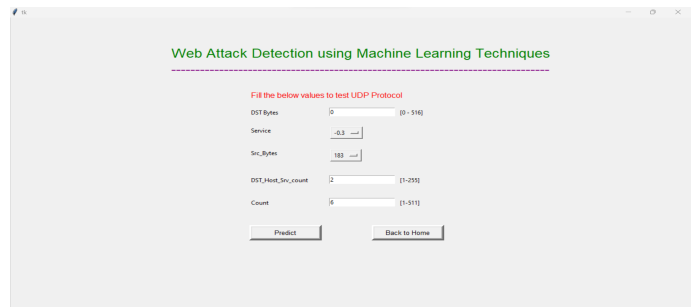 tk
Web Attack Detection using Machine Learning Techniques
Fill the below values to test UDP Protocol
DST Bytes 0 [0 - 516]
Service -0.3
Src_Bytes 183
DST_Host_Srv_count 2 [1-255]
Count 6 [1-511]
Predict Back to Home